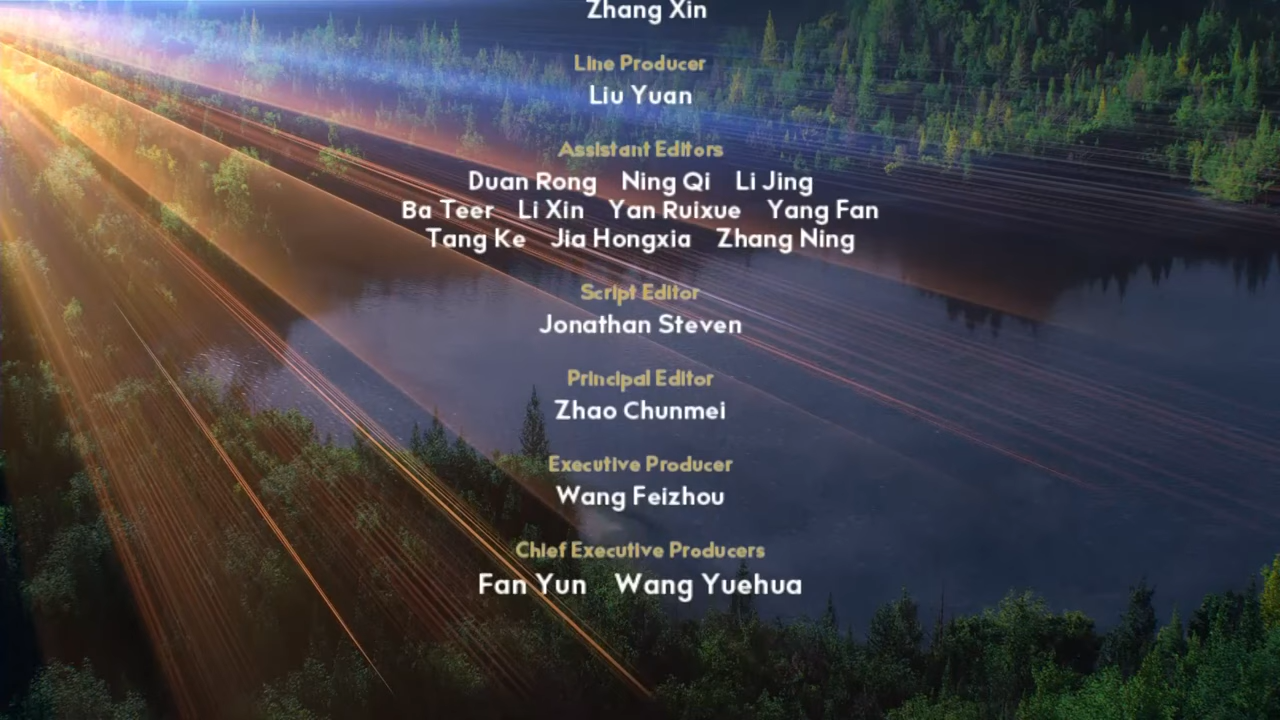 Zhang Xin
Line Producer
Liu Yuan
Assistant Editors
Duan Rong Ning Qi Li Jing
Ba Teer Li Xin Yan Ruixue Yang Fan
Tang Ke Jia Hongxia Zhang Ning
Script Editor
Jonathan Steven
Principal Editor
Zhao Chunmei
Executive Producer
Wang Feizhou
Chief Executive Producers
Fan Yun Wang Yuehua